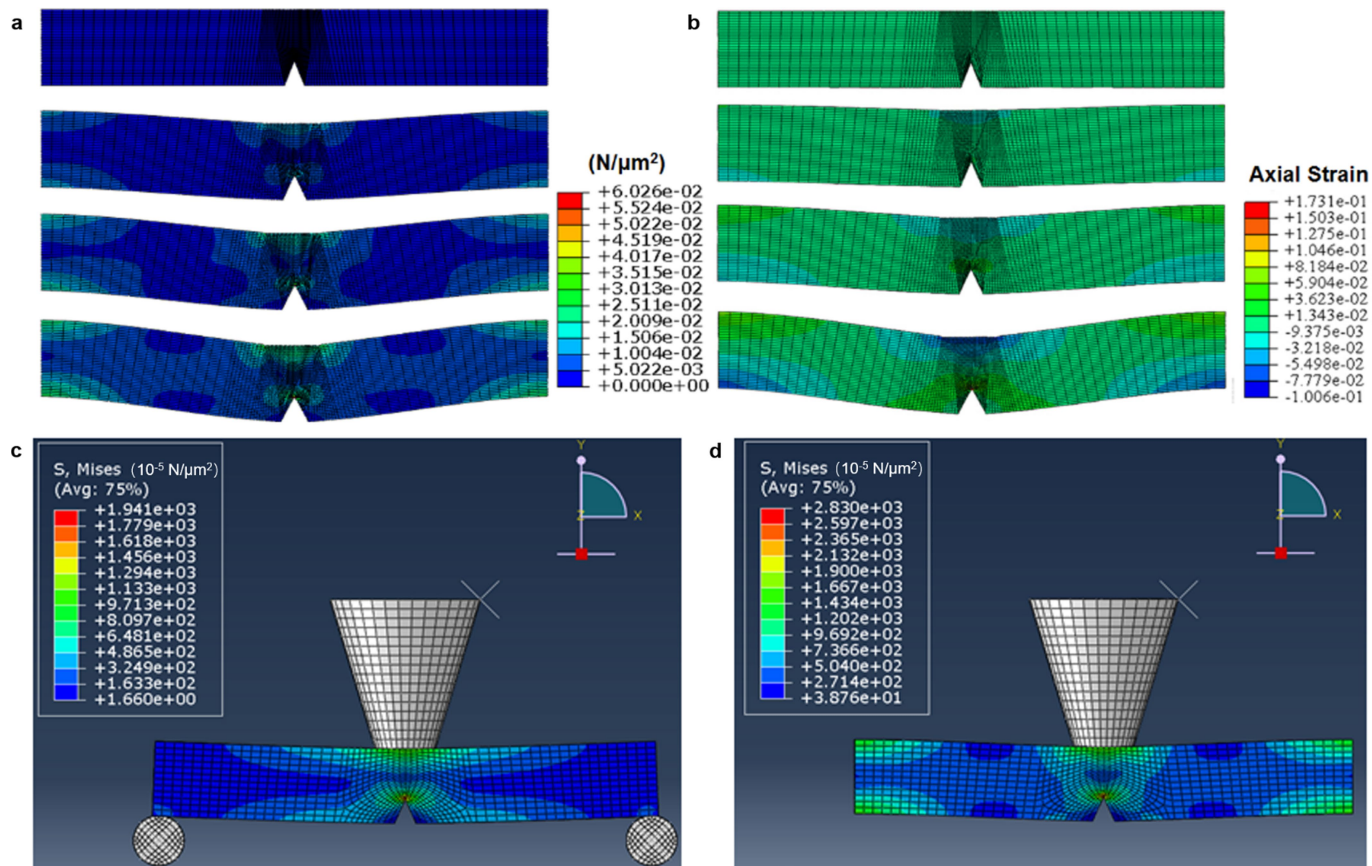 a
(N/μm²)
+6.026e-02
+5.524e-02
+5.022e-02
+4.519e-02
+4.017e-02
+3.515e-02
+3.013e-02
+2.511e-02
+2.009e-02
+1.506e-02
+1.004e-02
+5.022e-03
+0.000e+00
b
Axial Strain
+1.731e-01
+1.503e-01
+1.275e-01
+1.046e-01
+8.184e-02
+5.904e-02
+3.623e-02
+1.343e-02
-9.375e-03
-3.218e-02
-5.498e-02
-7.779e-02
-1.006e-01
c
S, Mises (10⁻⁵ N/μm²)
(Avg: 75%)
+1.941e+03
+1.779e+03
+1.618e+03
+1.456e+03
+1.294e+03
+1.133e+03
+9.713e+02
+8.097e+02
+6.481e+02
+4.865e+02
+3.249e+02
+1.633e+02
+1.660e+00
Y
Z
X
d
S, Mises (10⁻⁵ N/μm²)
(Avg: 75%)
+2.830e+03
+2.597e+03
+2.365e+03
+2.132e+03
+1.900e+03
+1.667e+03
+1.434e+03
+1.202e+03
+9.692e+02
+7.366e+02
+5.040e+02
+2.714e+02
+3.876e+01
Y
Z
X